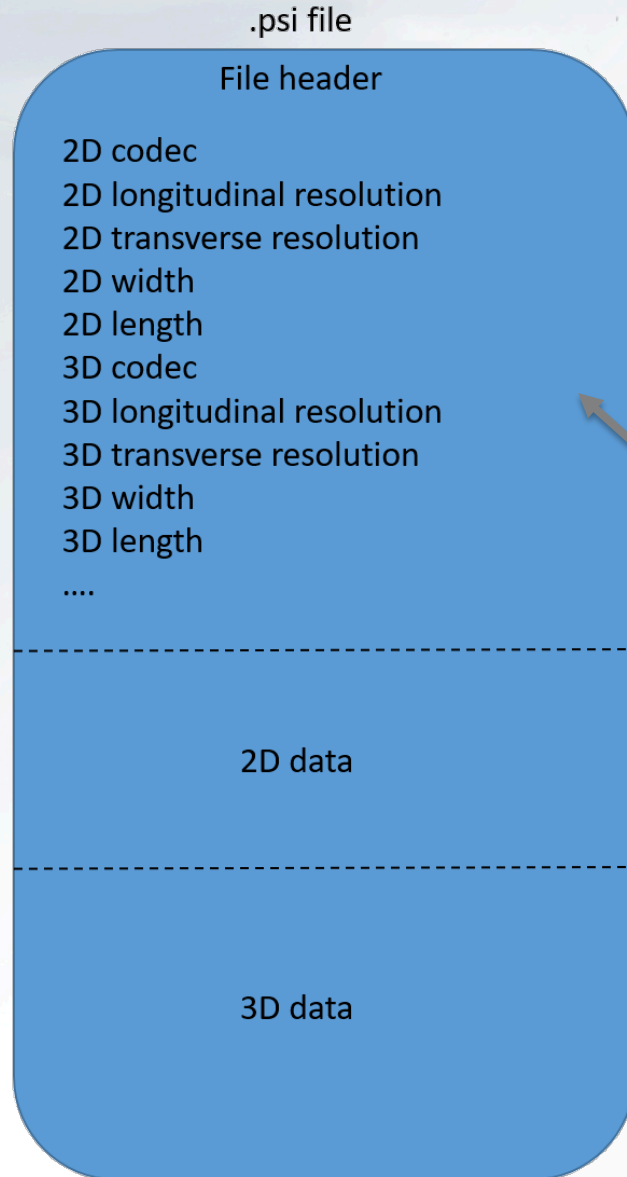 .psi file
File header
2D codec
2D longitudinal resolution
2D transverse resolution
2D width
2D length
3D codec
3D longitudinal resolution
3D transverse resolution
3D width
3D length
....
2D data
3D data